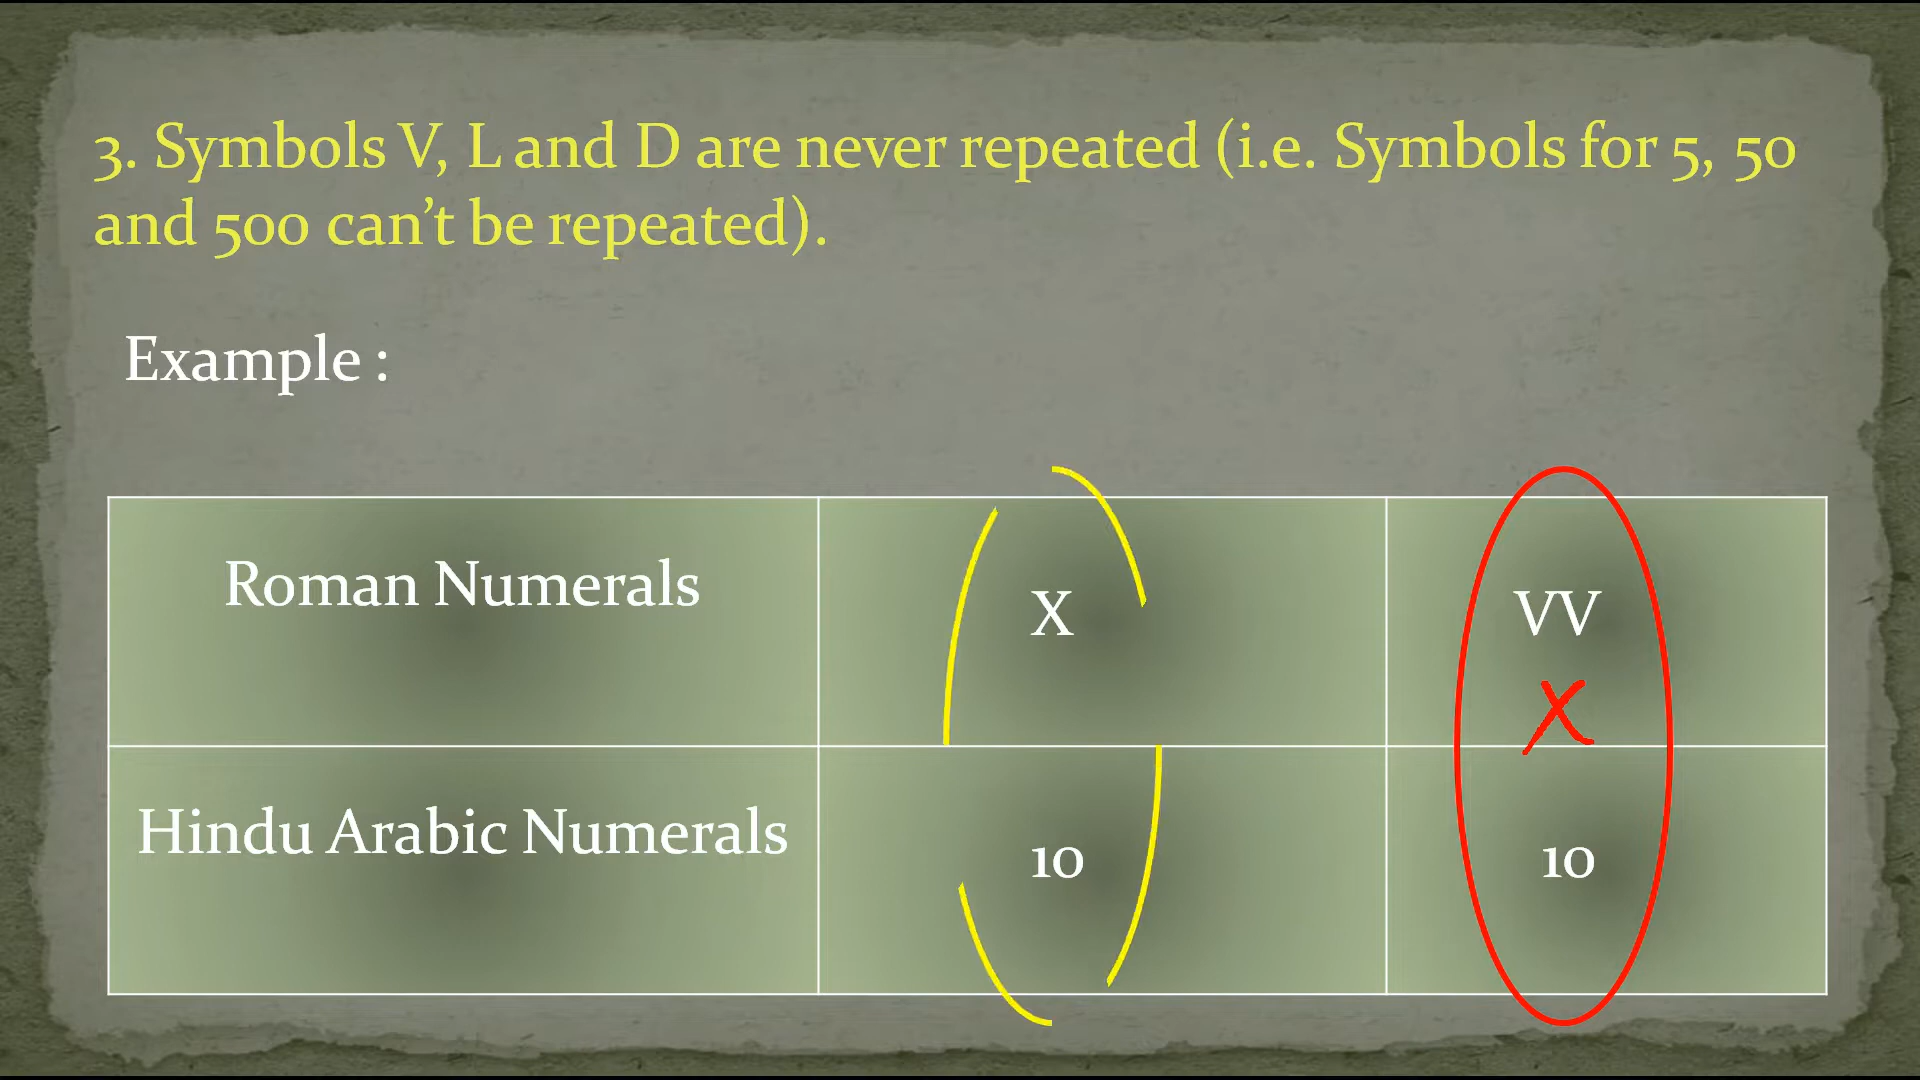 3. Symbols V, L and D are never repeated (i.e. Symbols for 5, 50
and 500 can't be repeated).
Example :
Roman Numerals X VV
X
Hindu Arabic Numerals 10 10